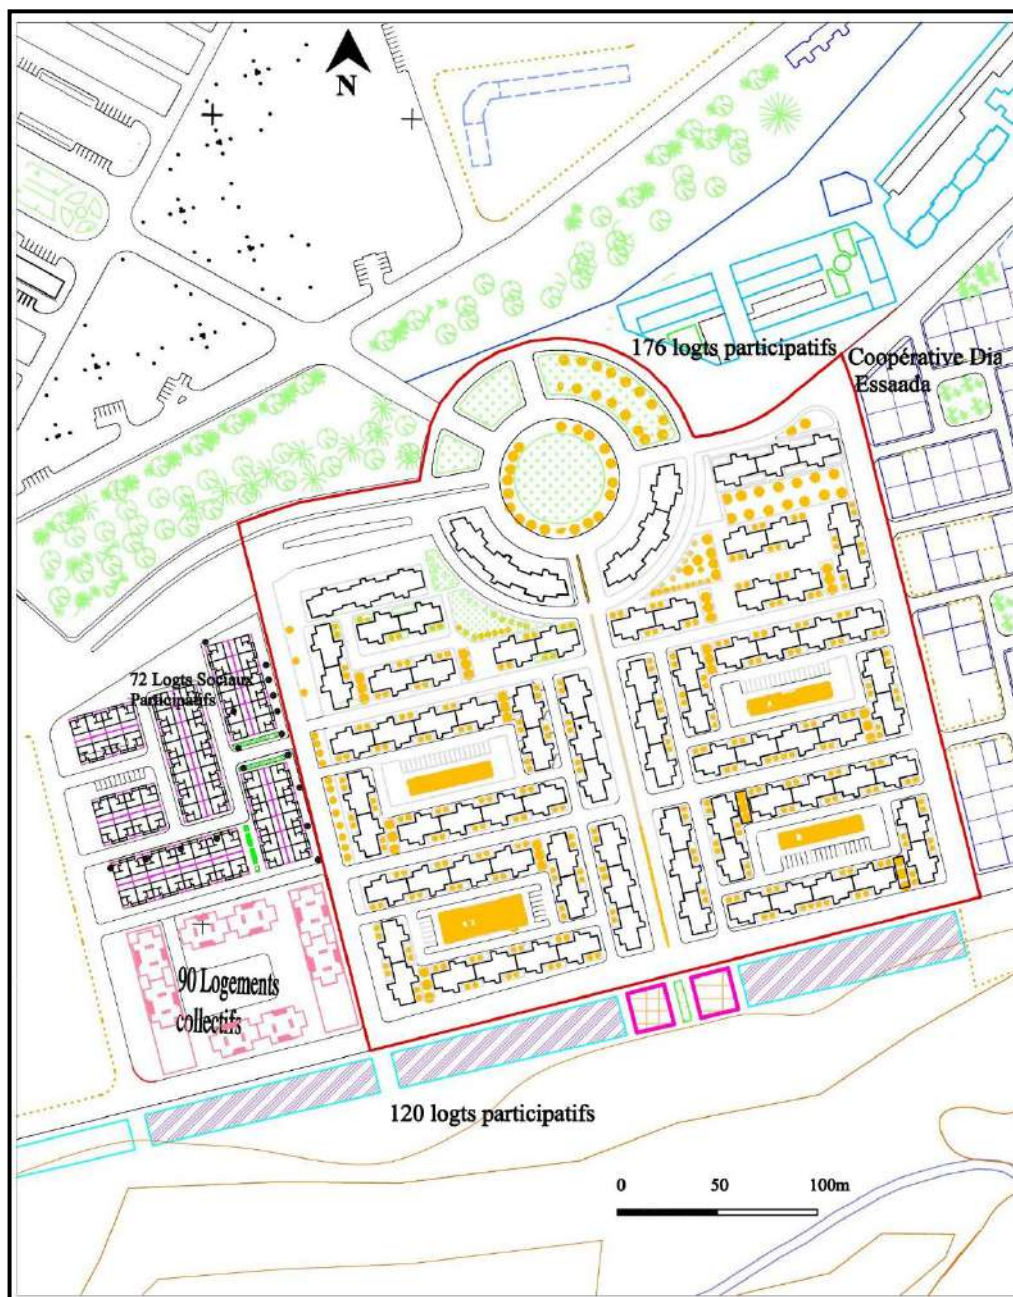 N
176 logts participatifs
Coopérative Dia
Essaada
72 Logts Sociaux
Participatifs
90 Logements
collectifs
120 logts participatifs
0 50 100m